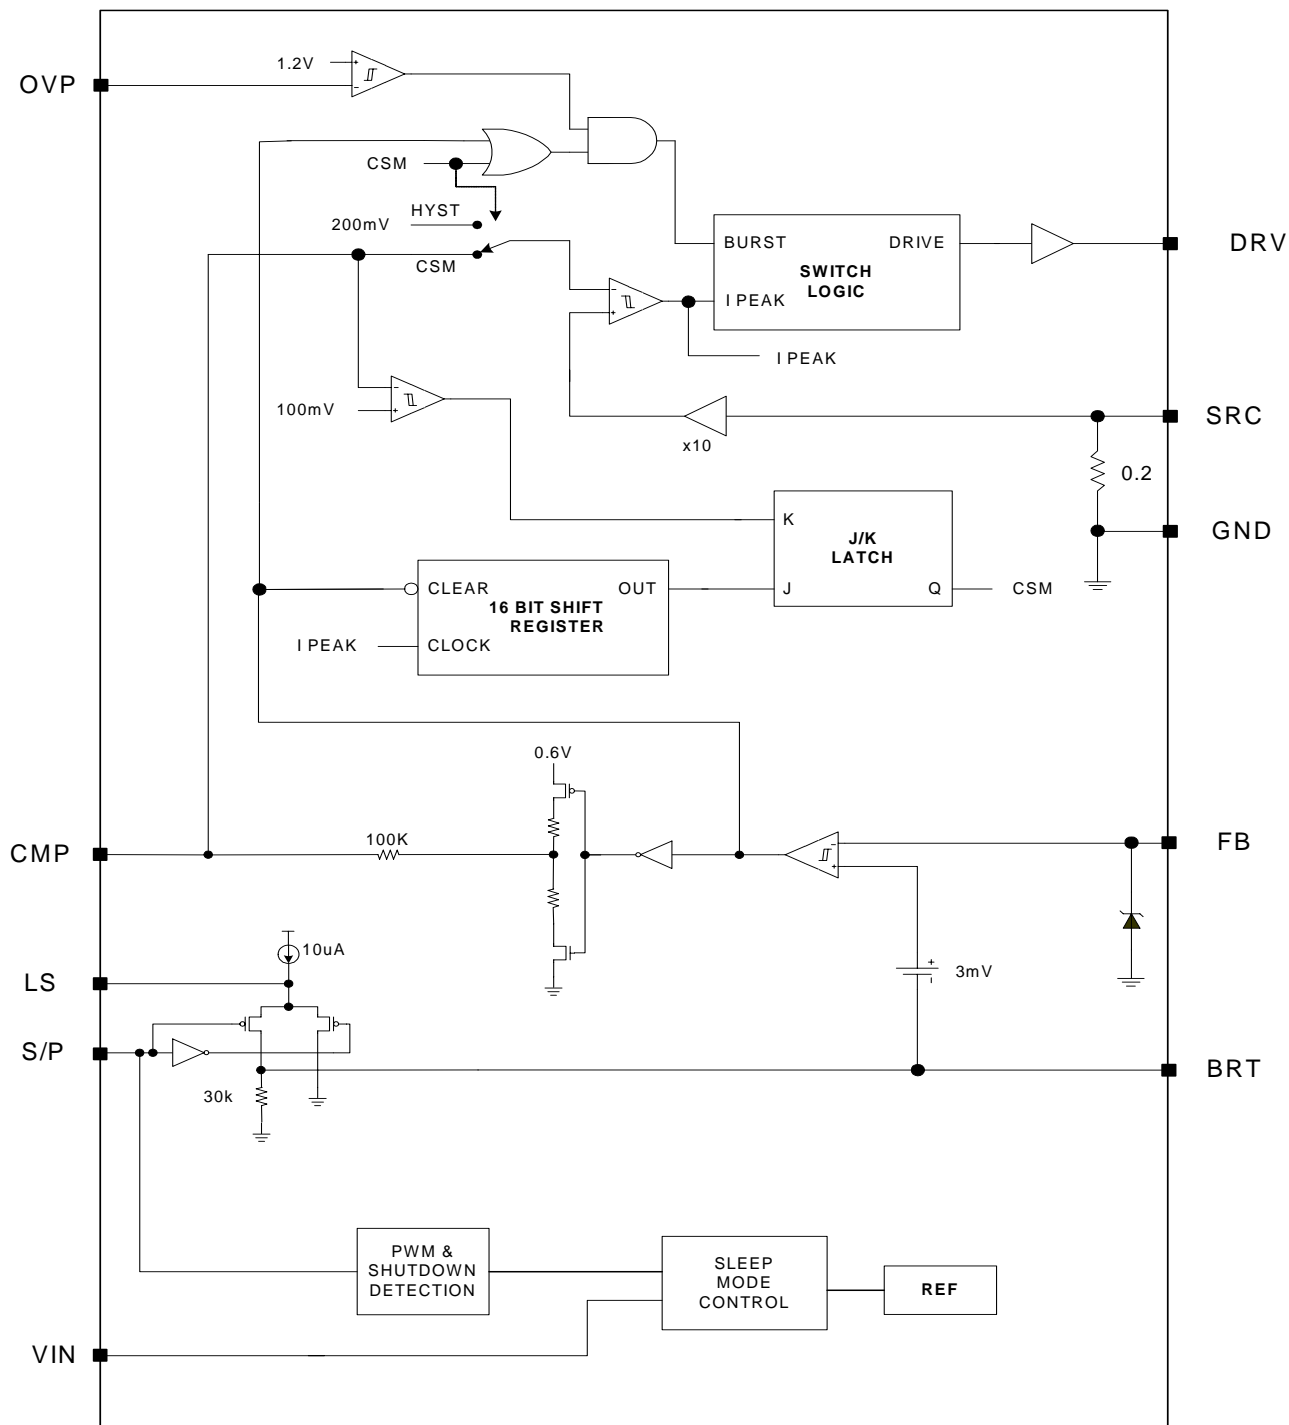 1.2V
OVP
CSM
HYST
200mV
CSM
BURST
DRIVE
SWITCH
LOGIC
I PEAK
DRV
I PEAK
100mV
x10
SRC
0.2
GND
K
J/K
LATCH
J
Q
CSM
CLEAR
OUT
16 BIT SHIFT
REGISTER
I PEAK
CLOCK
0.6V
CMP
100K
FB
10uA
LS
3mV
S/P
30k
BRT
PWM &
SHUTDOWN
DETECTION
SLEEP
MODE
CONTROL
REF
VIN